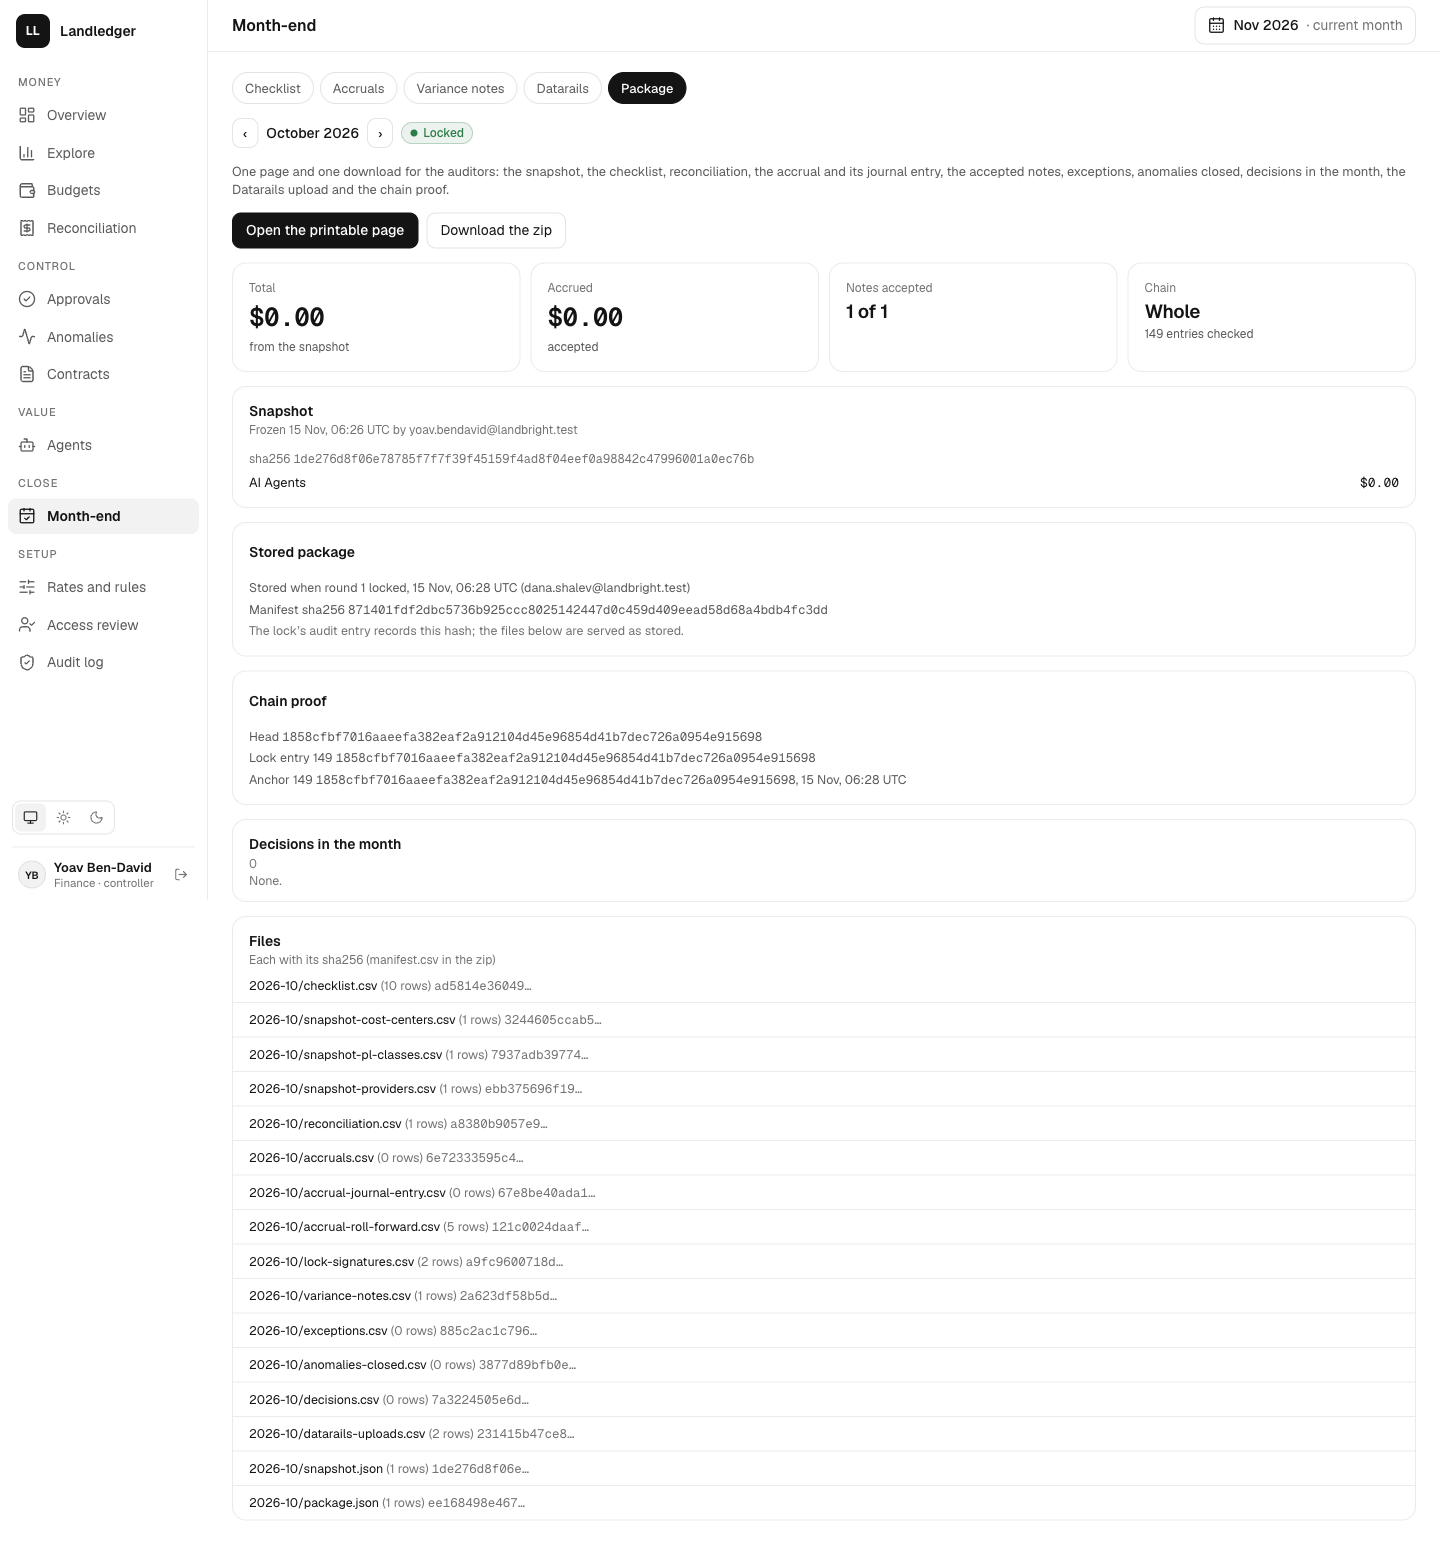 LL
Landledger
MONEY
Overview
Explore
Budgets
Reconciliation
CONTROL
Approvals
Anomalies
Contracts
VALUE
Agents
CLOSE
Month-end
SETUP
Rates and rules
Access review
Audit log
YB
Yoav Ben-David
Finance · controller
Month-end
Nov 2026 · current month
Checklist
Accruals
Variance notes
Datarails
Package
‹ October 2026 › Locked
One page and one download for the auditors: the snapshot, the checklist, reconciliation, the accrual and its journal entry, the accepted notes, exceptions, anomalies closed, decisions in the month, the
Datarails upload and the chain proof.
Open the printable page
Download the zip
Total
$0.00
from the snapshot
Accrued
$0.00
accepted
Notes accepted
1 of 1
Chain
Whole
149 entries checked
Snapshot
Frozen 15 Nov, 06:26 UTC by yoav.bendavid@landbright.test
sha256 1de276d8f06e78785f7f7f39f45159f4ad8f04eef0a98842c47996001a0ec76b
AI Agents $0.00
Stored package
Stored when round 1 locked, 15 Nov, 06:28 UTC (dana.shalev@landbright.test)
Manifest sha256 871401fdf2dbc5736b925ccc8025142447d0c459d409eead58d68a4bdb4fc3dd
The lock's audit entry records this hash; the files below are served as stored.
Chain proof
Head 1858cfbf7016aaeefa382eaf2a912104d45e96854d41b7dec726a0954e915698
Lock entry 149 1858cfbf7016aaeefa382eaf2a912104d45e96854d41b7dec726a0954e915698
Anchor 149 1858cfbf7016aaeefa382eaf2a912104d45e96854d41b7dec726a0954e915698, 15 Nov, 06:28 UTC
Decisions in the month
0
None.
Files
Each with its sha256 (manifest.csv in the zip)
2026-10/checklist.csv (10 rows) ad5814e36049…
2026-10/snapshot-cost-centers.csv (1 rows) 3244605ccab5…
2026-10/snapshot-pl-classes.csv (1 rows) 7937adb39774…
2026-10/snapshot-providers.csv (1 rows) ebb375696f19…
2026-10/reconciliation.csv (1 rows) a8380b9057e9…
2026-10/accruals.csv (0 rows) 6e72333595c4…
2026-10/accrual-journal-entry.csv (0 rows) 67e8be40ada1…
2026-10/accrual-roll-forward.csv (5 rows) 121c0024daaf…
2026-10/lock-signatures.csv (2 rows) a9fc9600718d…
2026-10/variance-notes.csv (1 rows) 2a623df58b5d…
2026-10/exceptions.csv (0 rows) 885c2ac1c796…
2026-10/anomalies-closed.csv (0 rows) 3877d89bfb0e…
2026-10/decisions.csv (0 rows) 7a3224505e6d…
2026-10/datarails-uploads.csv (2 rows) 231415b47ce8…
2026-10/snapshot.json (1 rows) 1de276d8f06e…
2026-10/package.json (1 rows) ee168498e467…